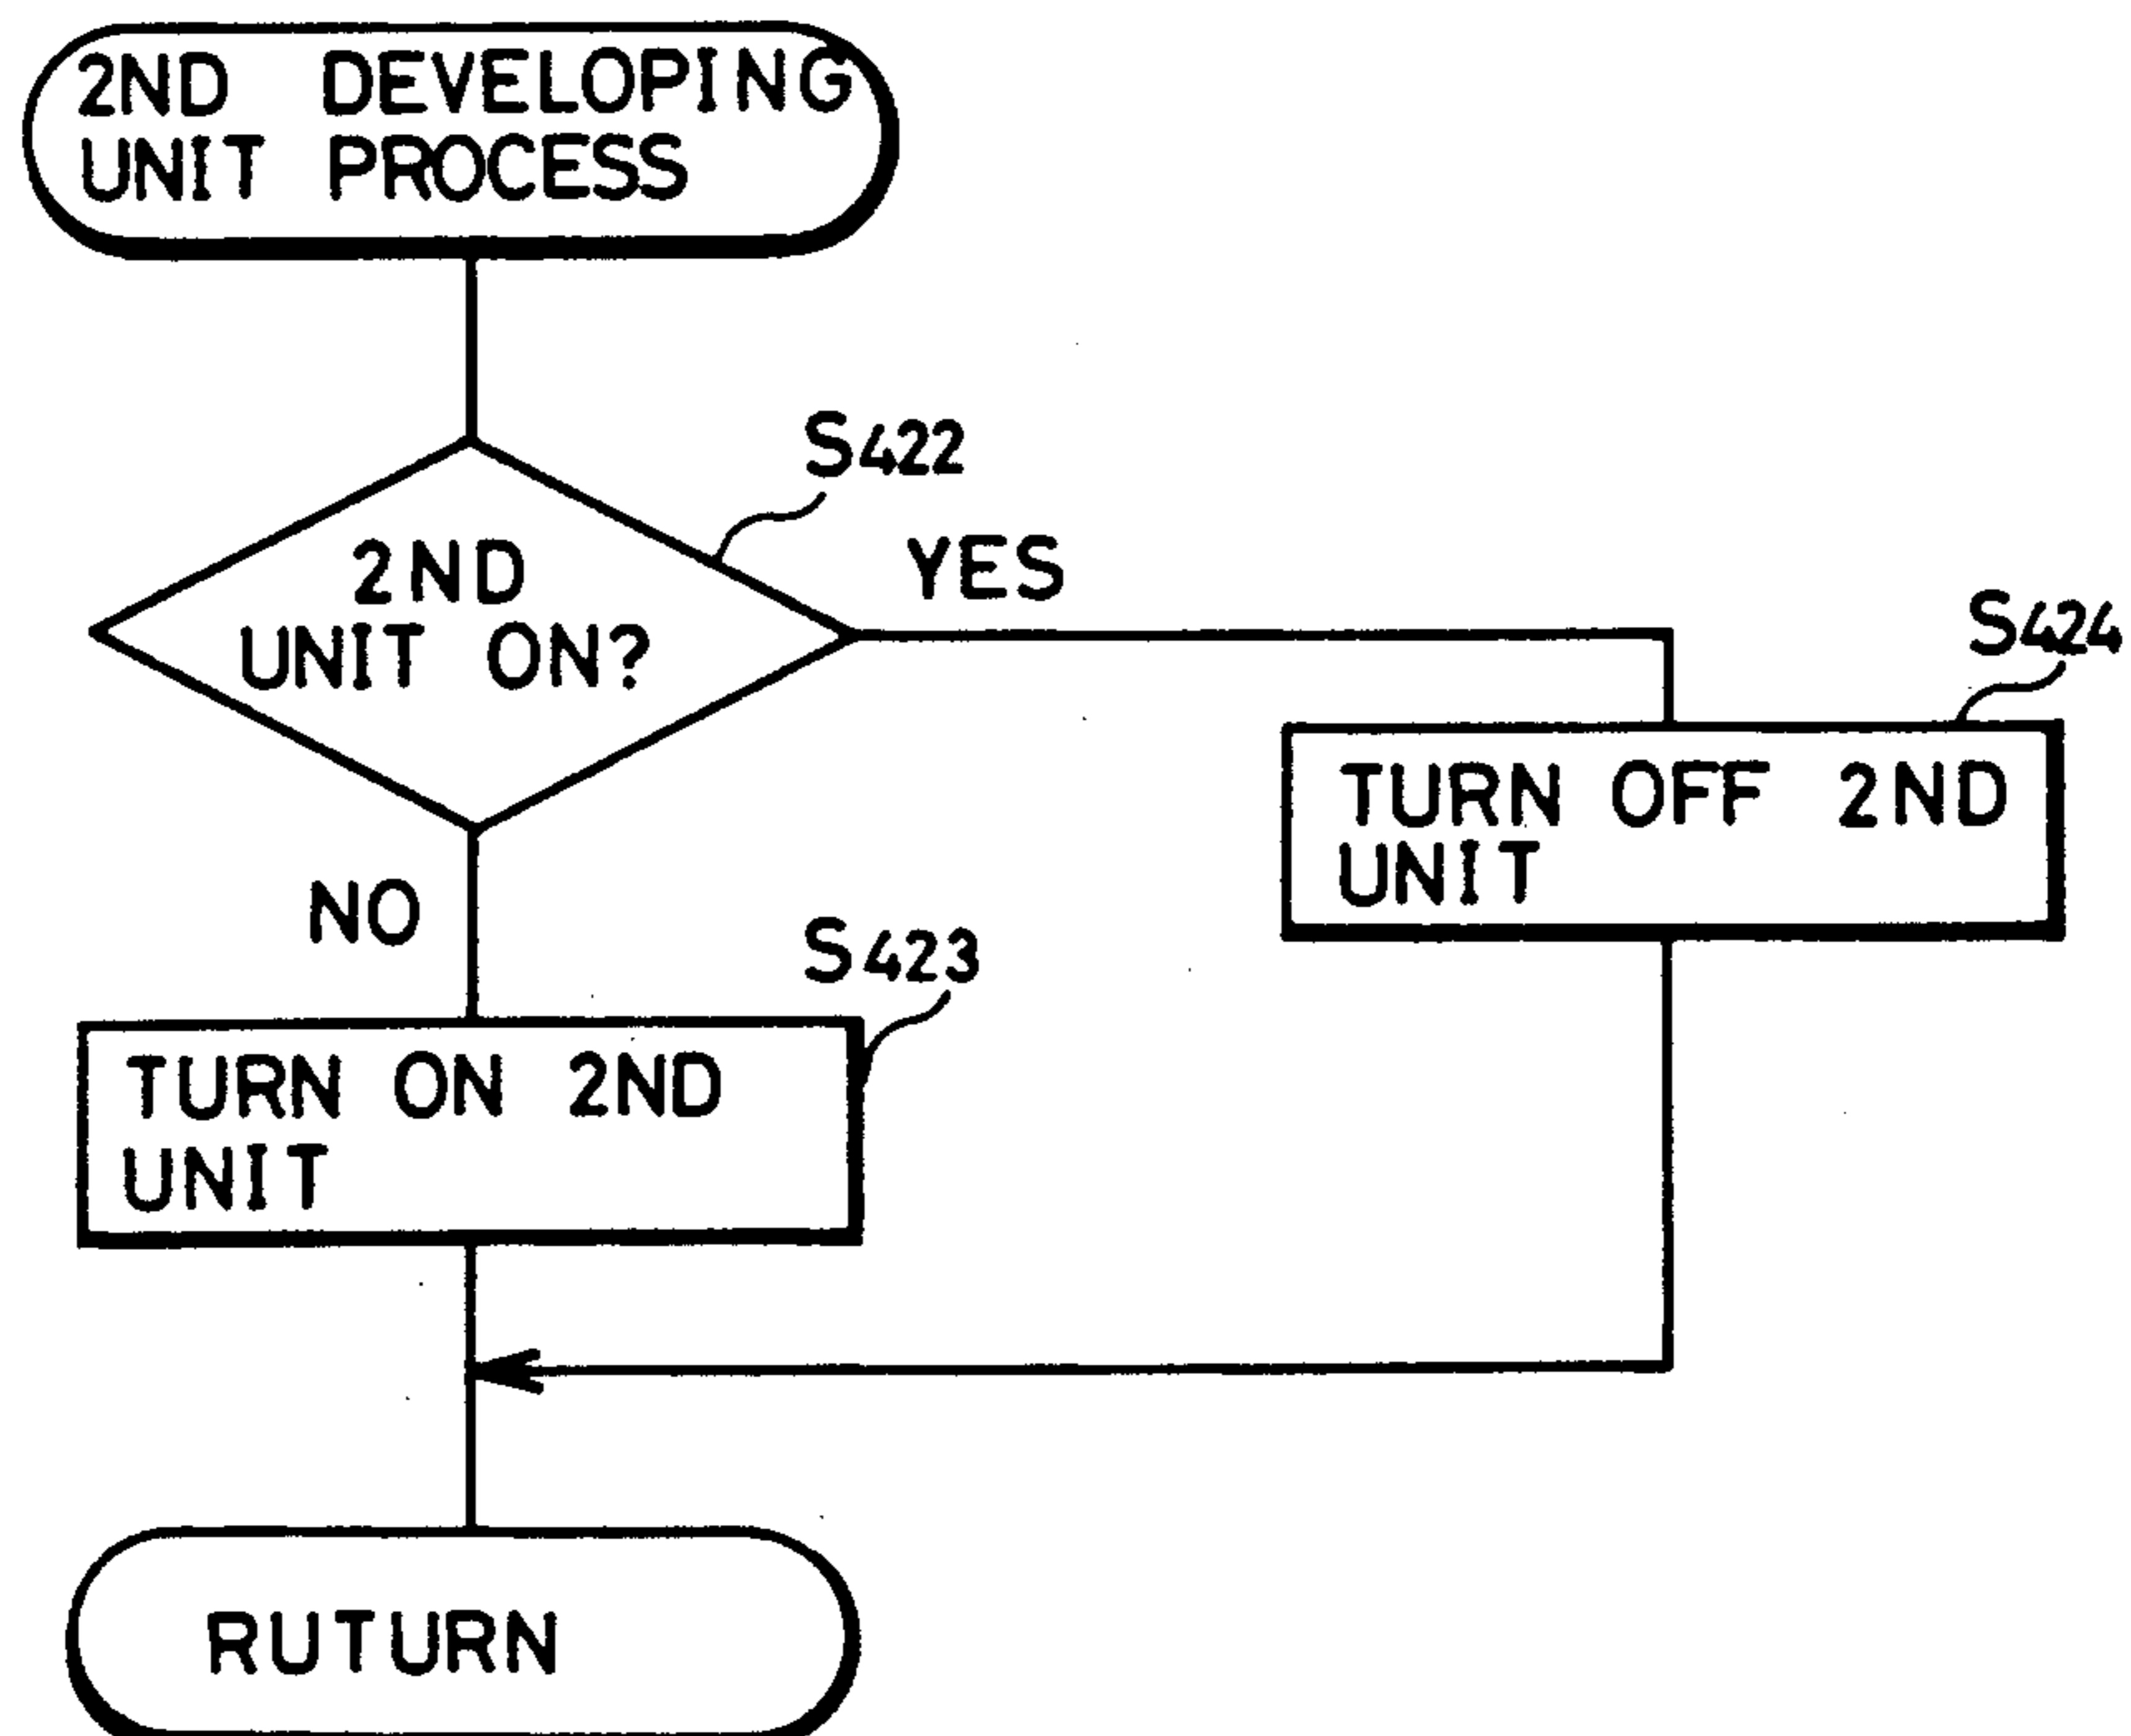 2ND DEVELOPING
UNIT PROCESS
S422
2ND
UNIT ON?
YES
S424
TURN OFF 2ND
UNIT
NO
S423
TURN ON 2ND
UNIT
RUTURN